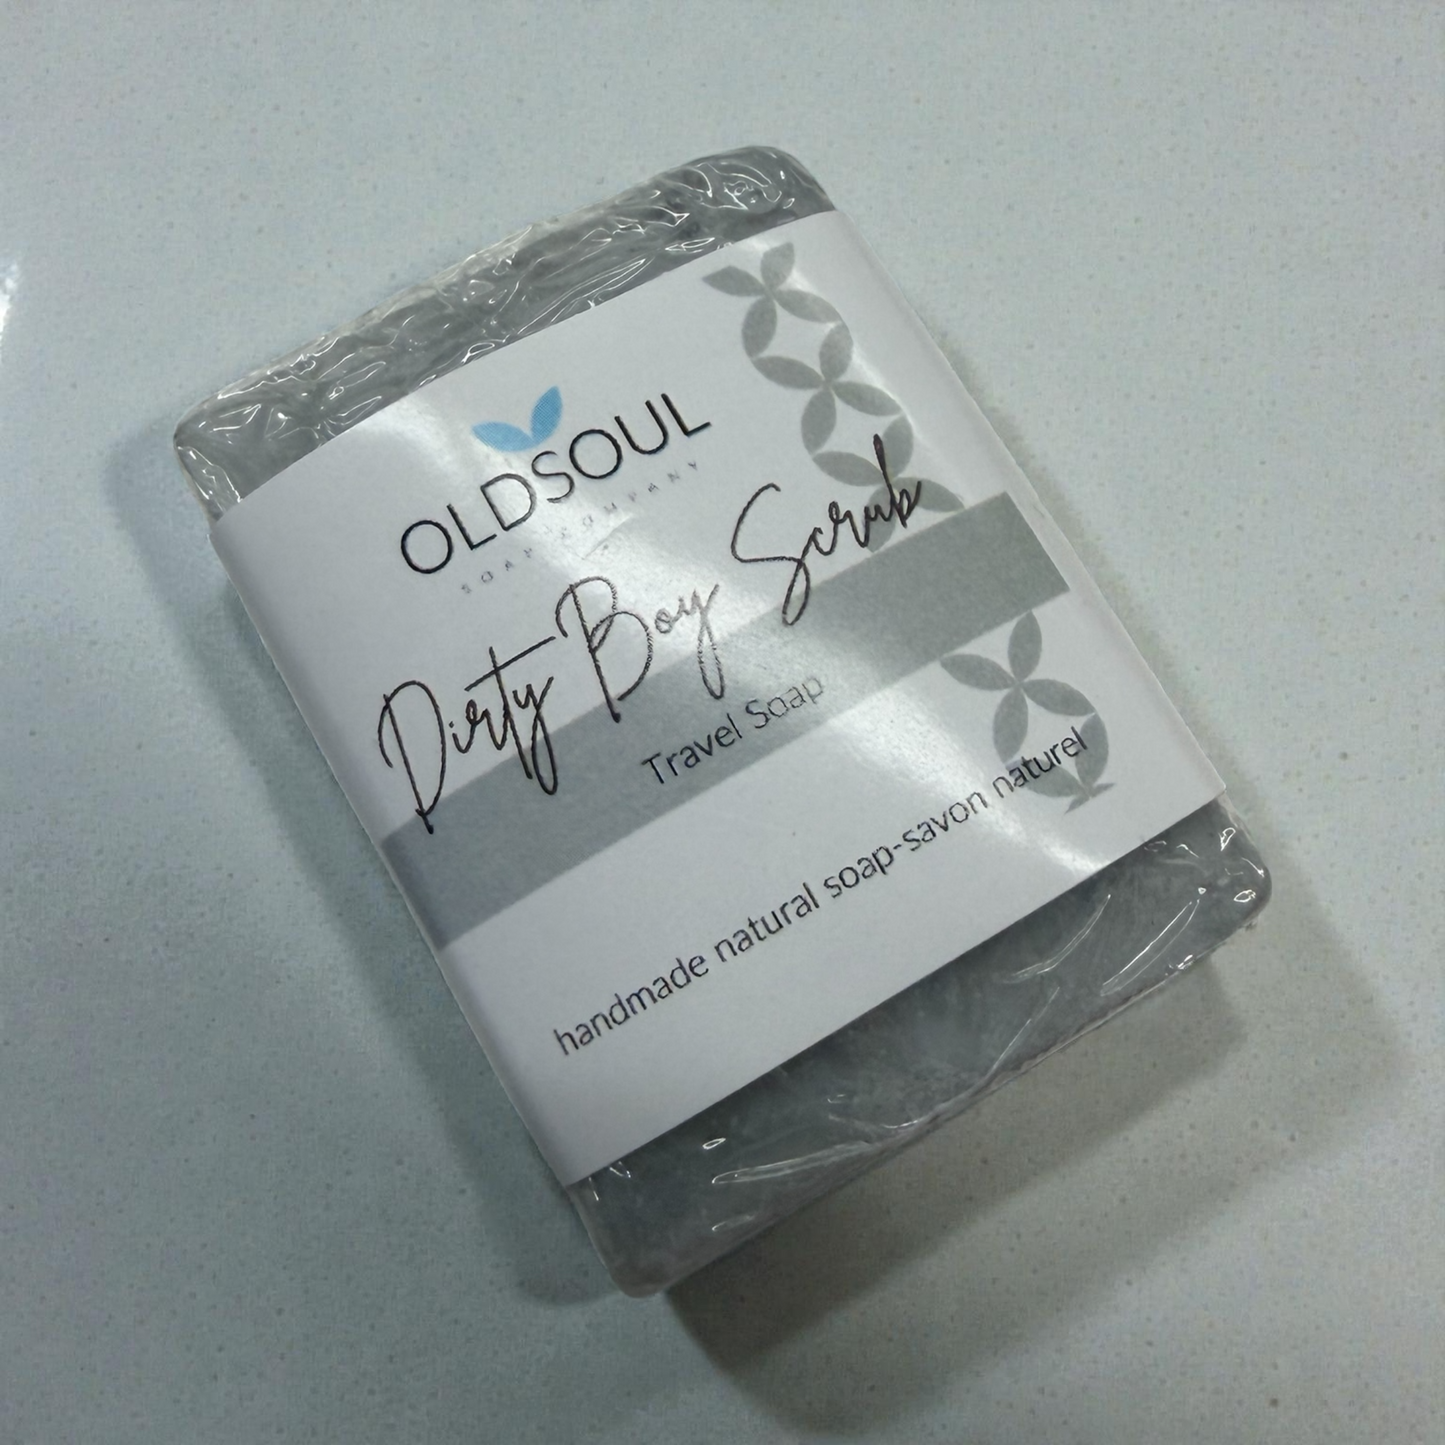 OLDSOUL
SOAP COMPANY
Dirty Boy Scrub
Travel Soap
handmade natural soap-savon naturel